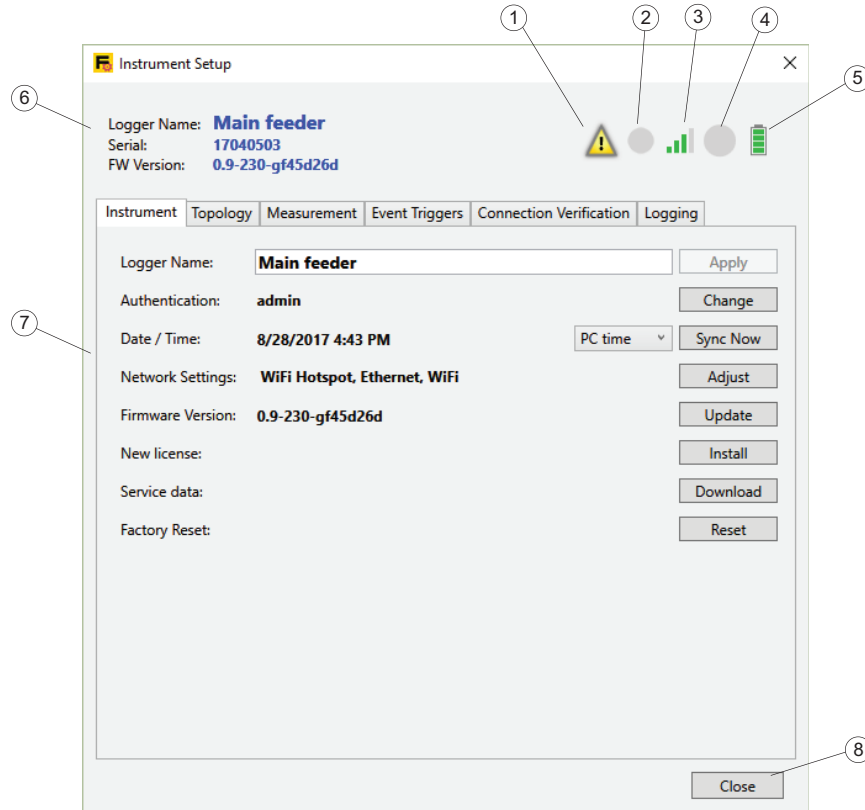 1 2 3 4
Instrument Setup
5
6
Logger Name: Main feeder
Serial: 17040503
FW Version: 0.9-230-gf45d26d
Instrument Topology Measurement Event Triggers Connection Verification Logging
Logger Name: Main feeder Apply
Authentication: admin Change
7
Date / Time: 8/28/2017 4:43 PM PC time Sync Now
Network Settings: WiFi Hotspot, Ethernet, WiFi Adjust
Firmware Version: 0.9-230-gf45d26d Update
New license: Install
Service data: Download
Factory Reset: Reset
8
Close